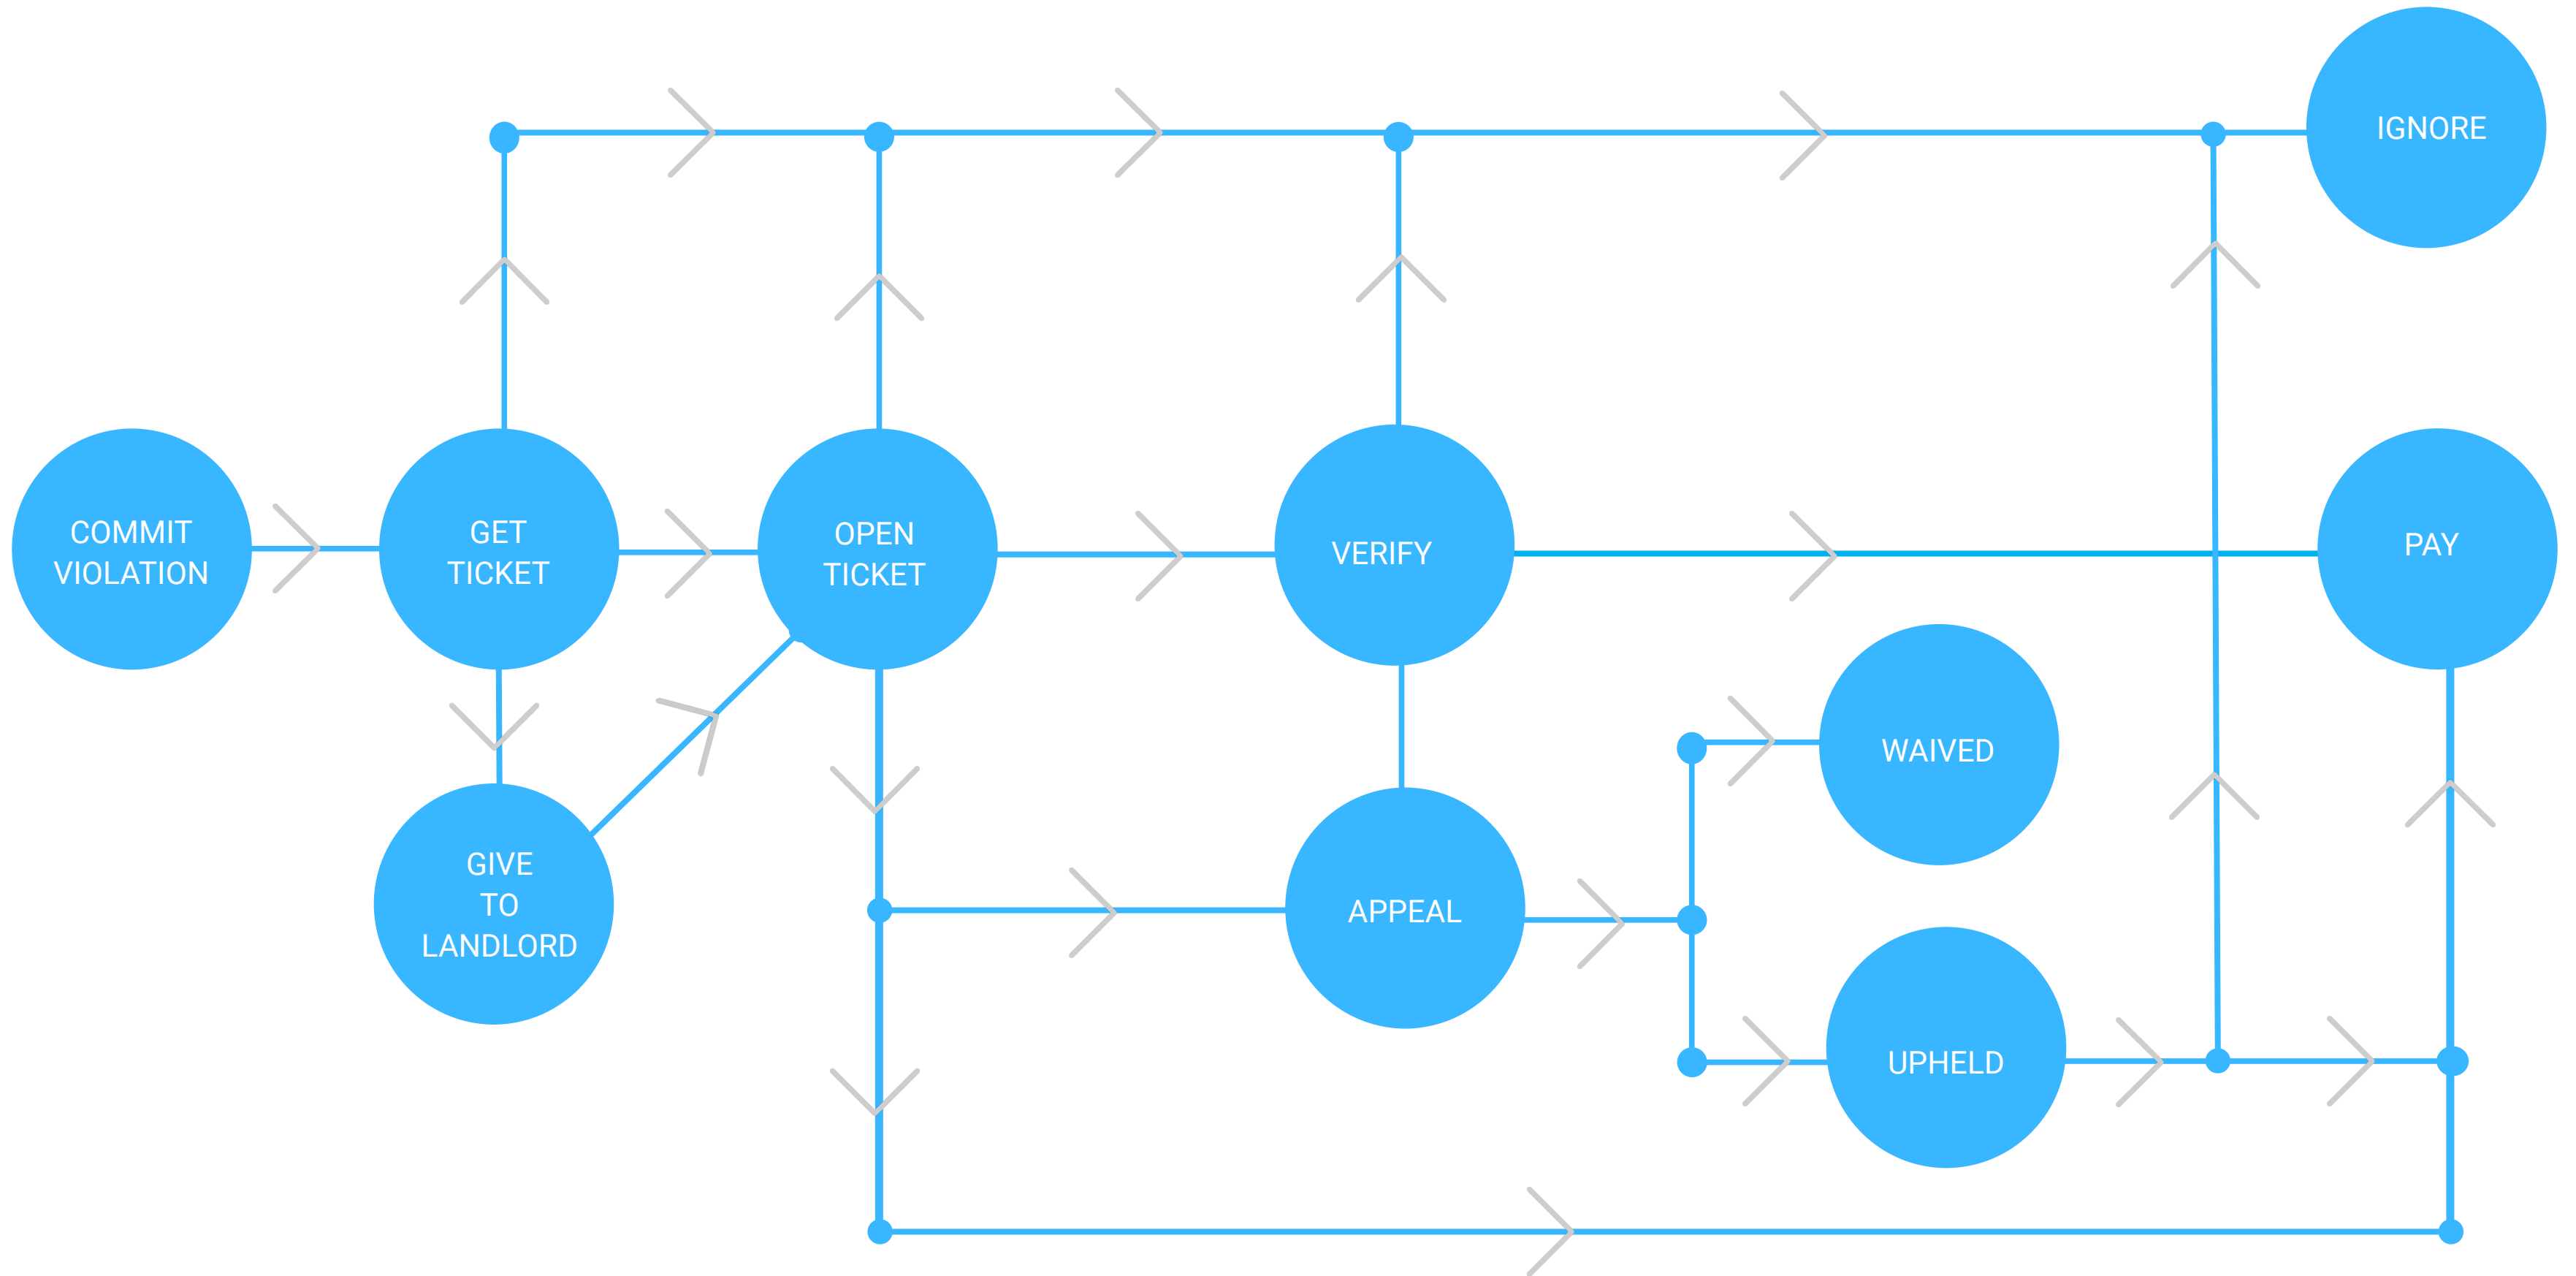 IGNORE
COMMIT
VIOLATION
GET
TICKET
OPEN
TICKET
VERIFY
PAY
WAIVED
GIVE
TO
LANDLORD
APPEAL
UPHELD